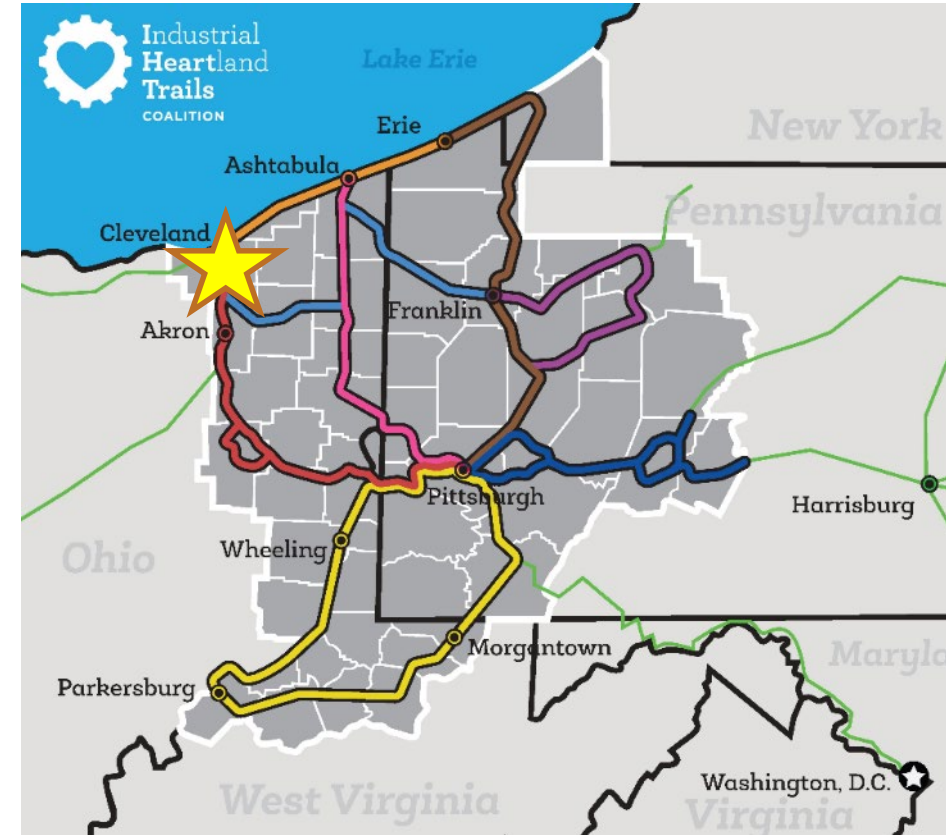 Industrial
Heartland
Trails
COALITION
Lake Erie
New York
Erie
Ashtabula
Pennsylvania
Cleveland
Franklin
Akron
Pittsburgh
Harrisburg
Ohio
Wheeling
Morgantown
Maryla
Parkersburg
Washington, D.C.
West Virginia
Virginia